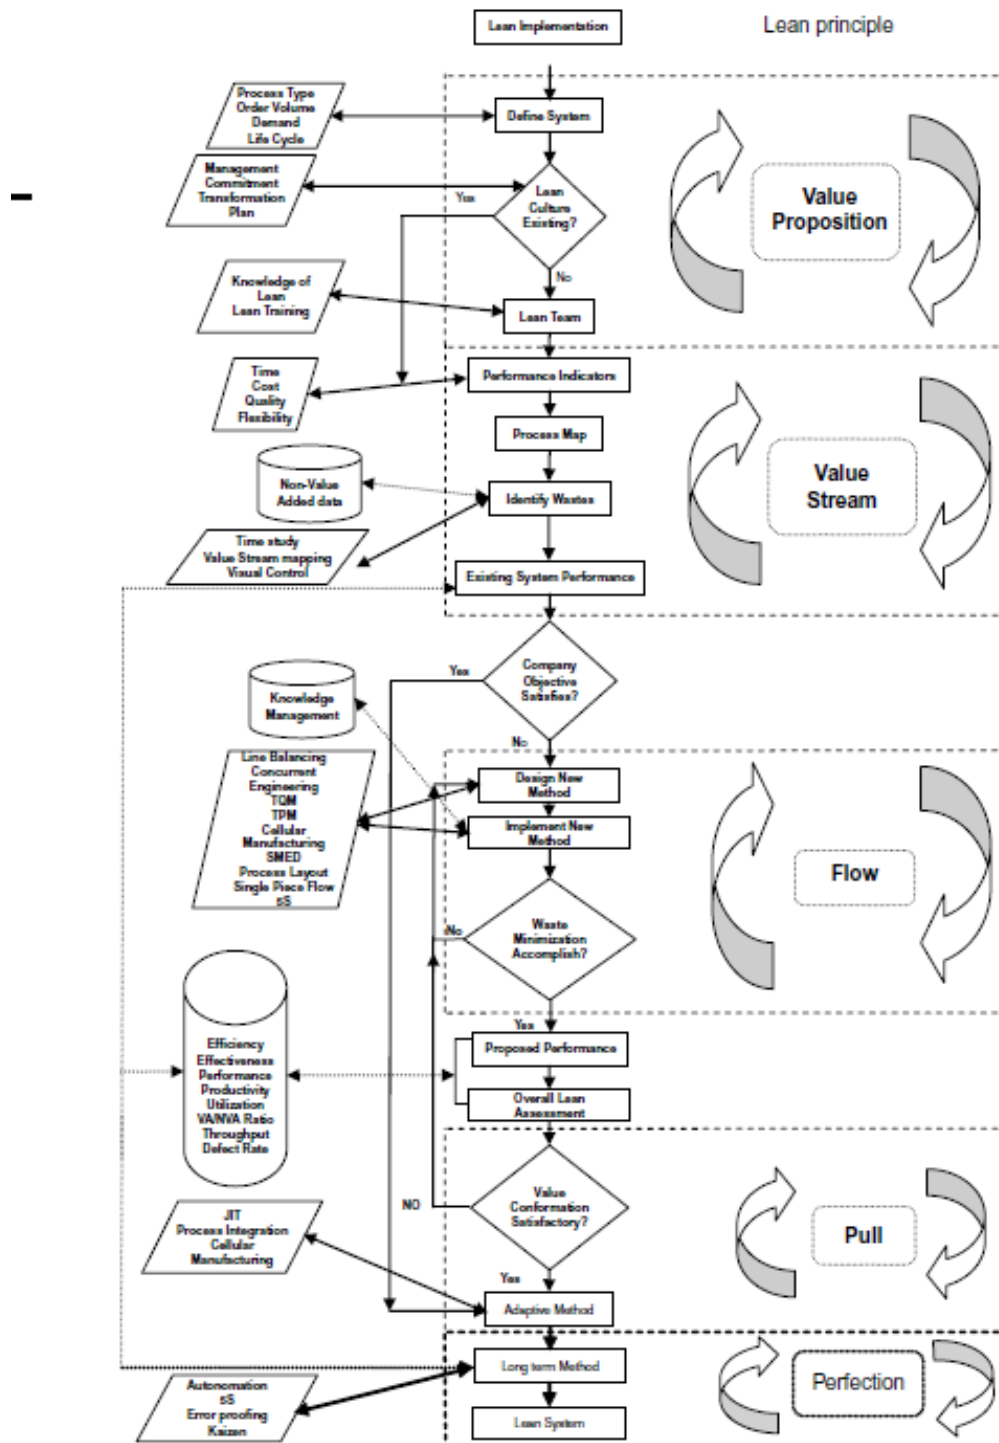 Lean Implementation
Lean principle
Process Type
Order Volume
Demand
Life Cycle
Define System
Management
Commitment
Transformation
Plan
Yes
Lean
Culture
Existing?
Value
Proposition
No
Knowledge of
Lean
Lean Training
Lean Team
Time
Cost
Quality
Flexibility
Performance Indicators
Process Map
Value
Stream
Non-Value
Added data
Identify Wastes
Time study
Value Stream mapping
Visual Control
Existing System Performance
Yes
Company
Objective
Satisfies?
Knowledge
Management
No
Line Balancing
Concurrent
Engineering
TQM
TPM
Cellular
Manufacturing
SMED
Process Layout
Single Piece Flow
sS
Design New
Method
Implement New
Method
Flow
No
Waste
Minimization
Accomplish?
Yes
Proposed Performance
Efficiency
Effectiveness
Performance
Productivity
Utilization
VA/NVA Ratio
Throughput
Defect Rate
Overall Lean
Assessment
NO
Value
Conformation
Satisfactory?
Pull
JIT
Process Integration
Cellular
Manufacturing
Yes
Adaptive Method
Long term Method
Perfection
Autonomation
sS
Error proofing
Kaizen
Lean System